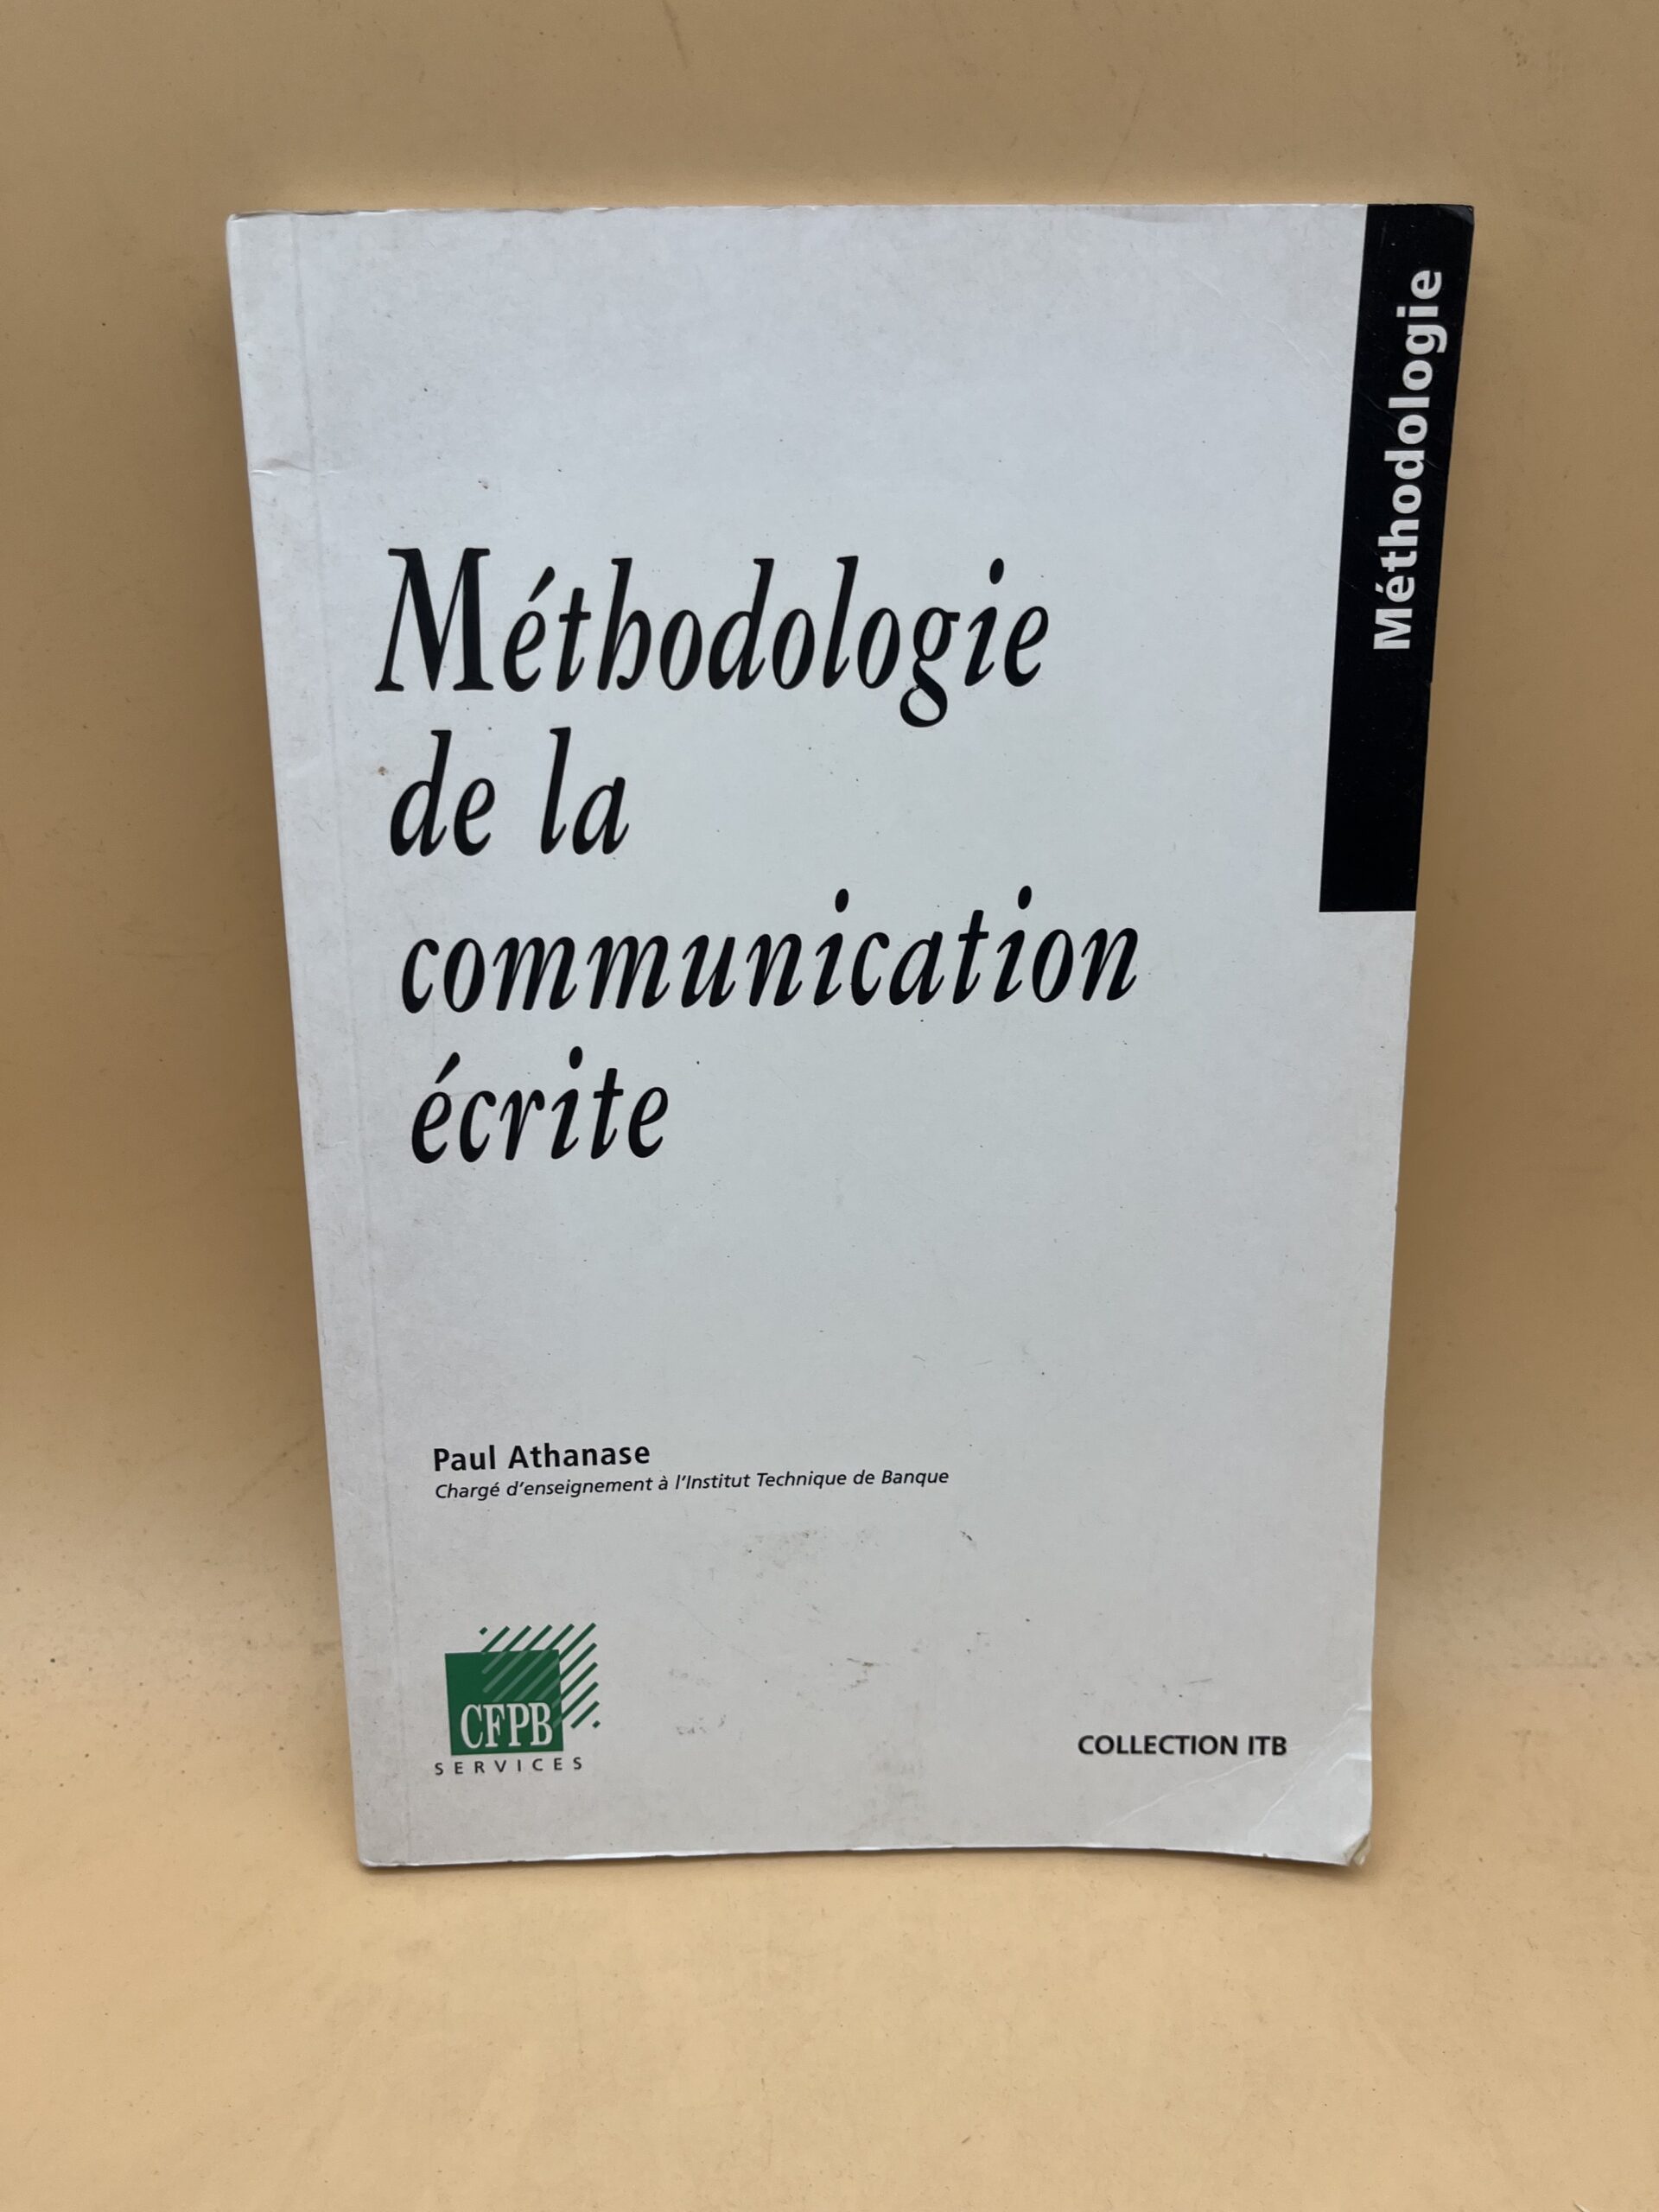 Méthodologie
Méthodologie
de la
communication
écrite
Paul Athanase
Chargé d'enseignement à l'Institut Technique de Banque
CFPB
SERVICES
COLLECTION ITB